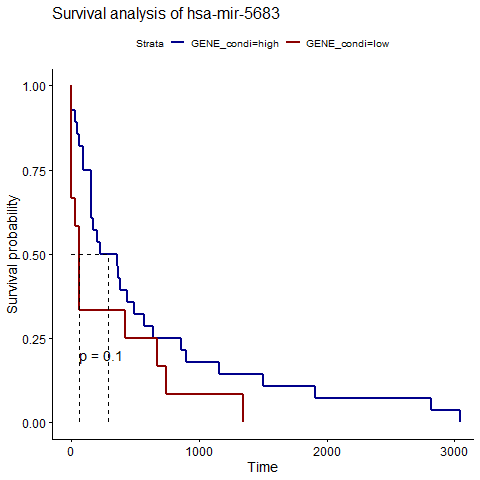 Survival analysis of hsa-mir-5683
Strata GENE_condi=high GENE_condi=low
Survival probability
1.00
0.75
0.50
0.25
0.00
p = 0.1
0 1000 2000 3000
Time